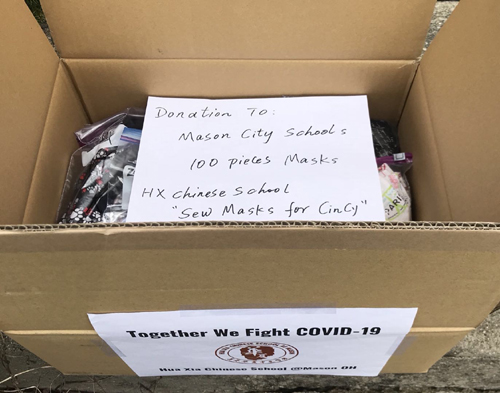 Donation To:
Mason City Schools
100 pieces Masks
HX Chinese School
"Sew Masks for Cincy"
Together We Fight COVID-19
Hua Xia Chinese School @Mason OH